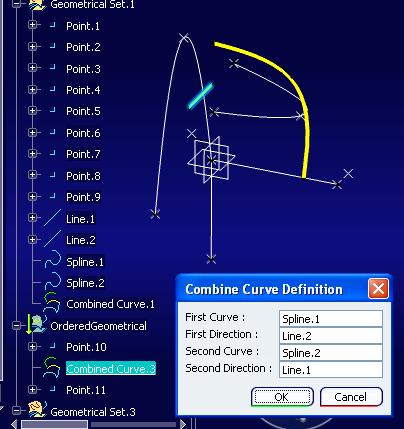 Geometrical Set.1
Point.1
Point.2
Point.3
Point.4
Point.5
Point.6
Point.7
Point.8
Point.9
Line.1
Line.2
Spline.1
Spline.2
Combined Curve.1
OrderedGeometrical
Point.10
Combined Curve.3
Point.11
Geometrical Set.3
Combine Curve Definition
First Curve : Spline.1
First Direction : Line.2
Second Curve : Spline.2
Second Direction : Line.1
OK Cancel